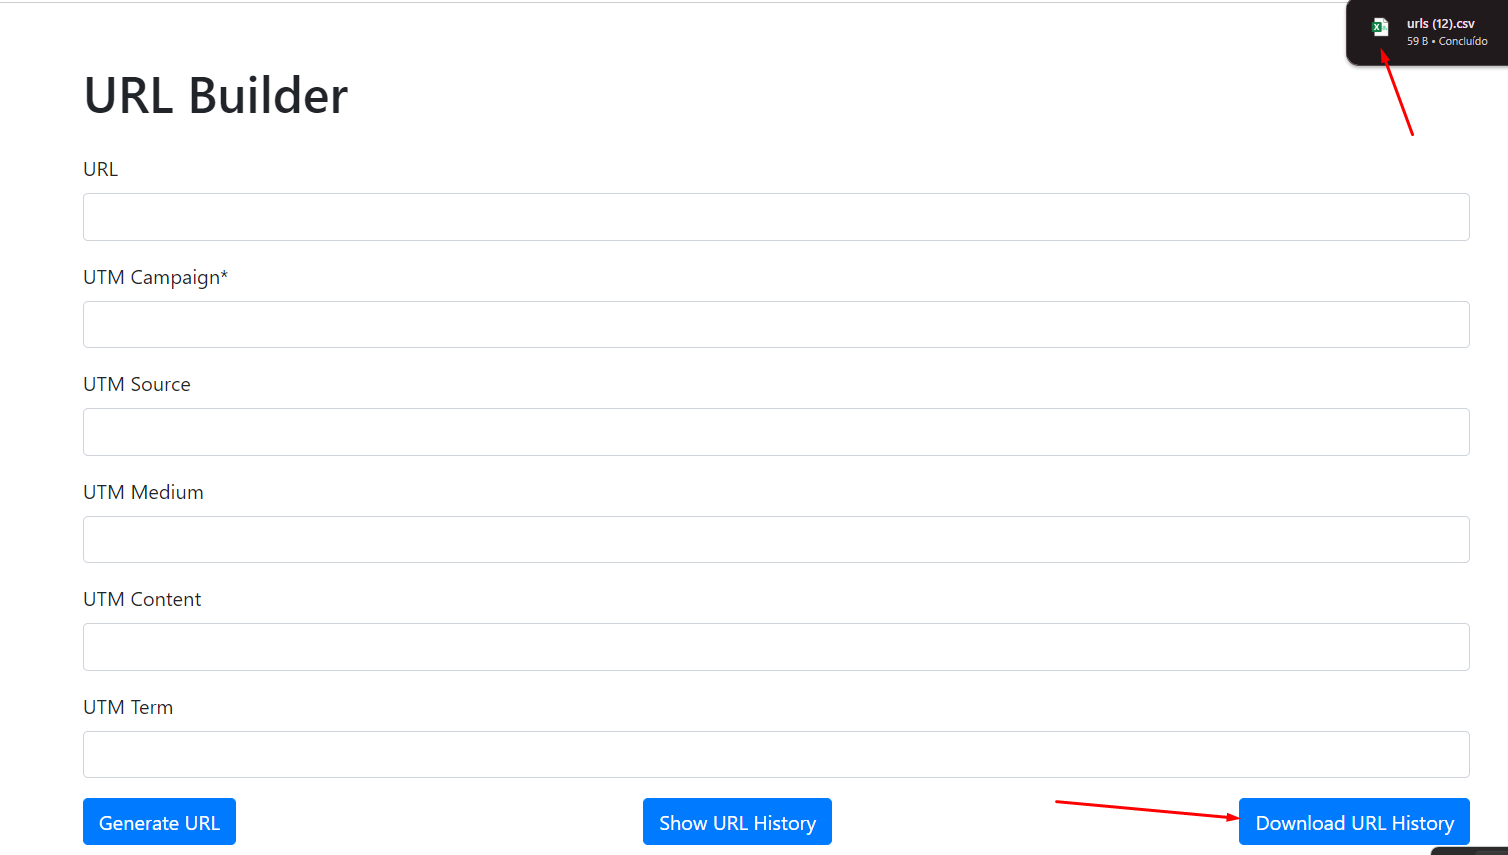 urls (12).csv
59 B • Concluído
URL Builder
URL
UTM Campaign*
UTM Source
UTM Medium
UTM Content
UTM Term
Generate URL
Show URL History
Download URL History